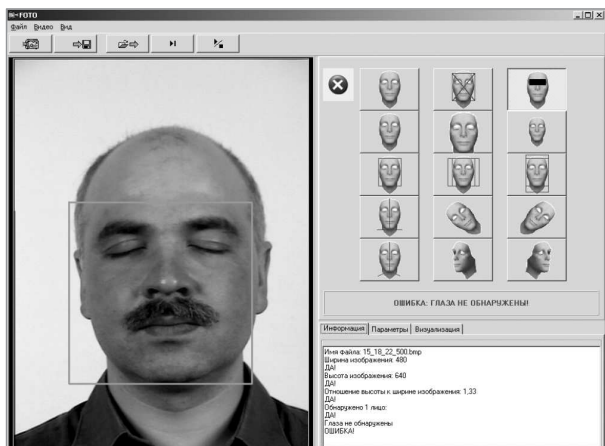 FOTO
Файл Видео Вид
ОШИБКА: ГЛАЗА НЕ ОБНАРУЖЕНЫ!
Информация Параметры Визуализация
Имя файла: 15_18_22_500.bmp
Ширина изображения: 480
ДА!
Высота изображения: 640
ДА!
Отношение высоты к ширине изображения: 1,33
ДА!
Обнаружено 1 лицо:
ДА!
Глаза не обнаружены
ОШИБКА!